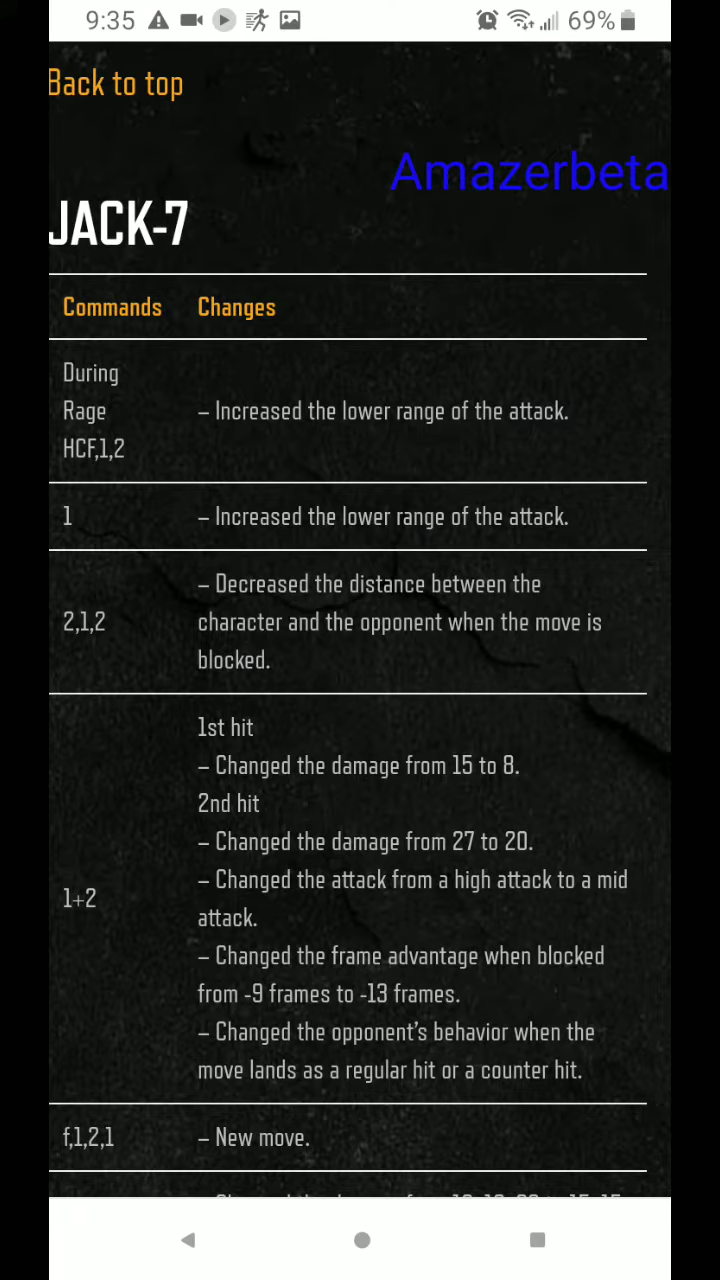 9:35
69%
Back to top
Amazerbeta
JACK-7
Commands Changes
During
Rage – Increased the lower range of the attack.
HCF,1,2
1 – Increased the lower range of the attack.
– Decreased the distance between the
2,1,2 character and the opponent when the move is
blocked.
1st hit
– Changed the damage from 15 to 8.
2nd hit
– Changed the damage from 27 to 20.
– Changed the attack from a high attack to a mid
1+2
attack.
– Changed the frame advantage when blocked
from -9 frames to -13 frames.
– Changed the opponent's behavior when the
move lands as a regular hit or a counter hit.
f,1,2,1 – New move.